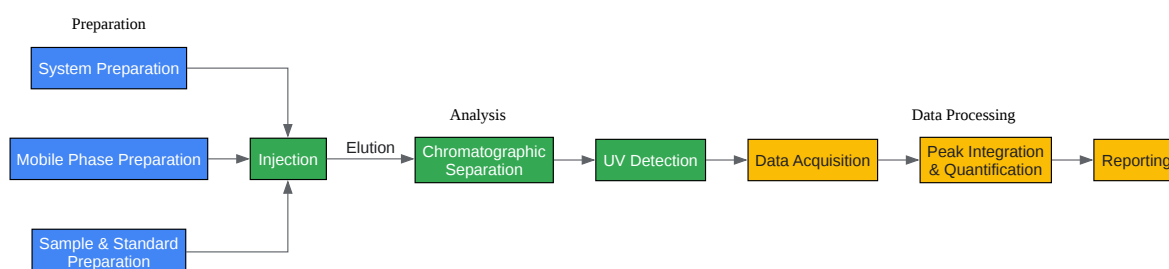 Preparation
System Preparation
Analysis
Data Processing
Mobile Phase Preparation
Injection
Elution
Chromatographic
Separation
UV Detection
Data Acquisition
Peak Integration
& Quantification
Reporting
Sample & Standard
Preparation